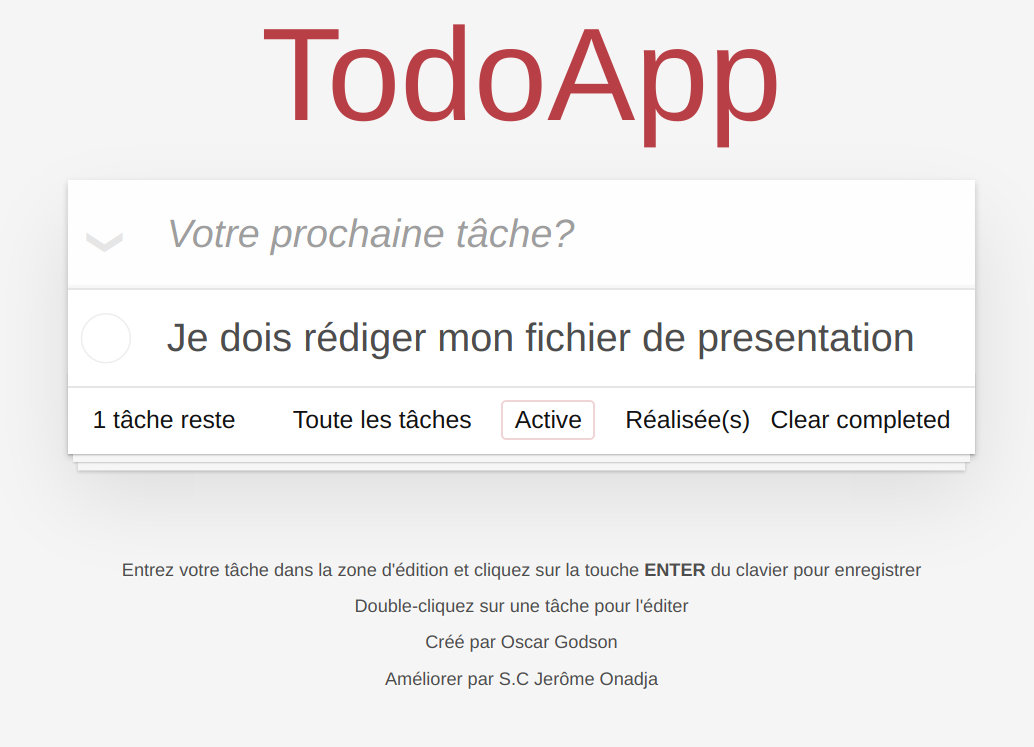 TodoApp
Votre prochaine tâche?
Je dois rédiger mon fichier de presentation
1 tâche reste Toute les tâches Active Réalisée(s) Clear completed
Entrez votre tâche dans la zone d'édition et cliquez sur la touche ENTER du clavier pour enregistrer
Double-cliquez sur une tâche pour l'éditer
Créé par Oscar Godson
Améliorer par S.C Jerôme Onadja